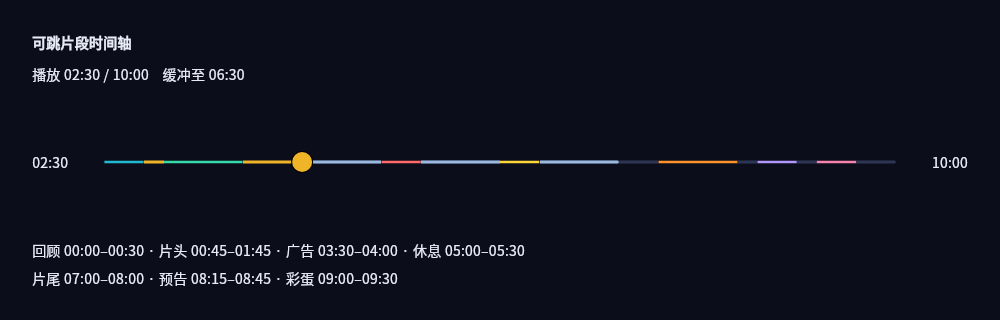 可跳片段时间轴
播放 02:30 / 10:00 缓冲至 06:30
02:30 10:00
回顾 00:00–00:30 · 片头 00:45–01:45 · 广告 03:30–04:00 · 休息 05:00–05:30
片尾 07:00–08:00 · 预告 08:15–08:45 · 彩蛋 09:00–09:30